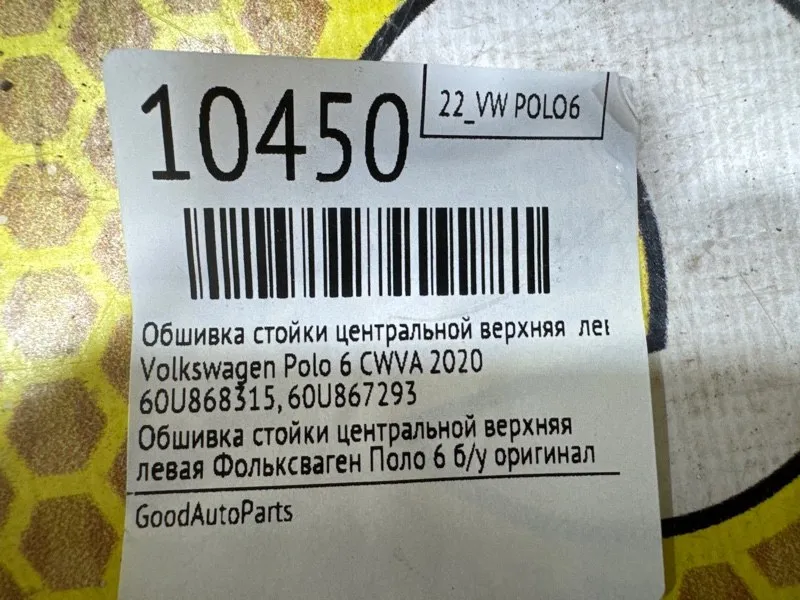 10450
22_VW POLO6
Обшивка стойки центральной верхняя лев
Volkswagen Polo 6 CWVA 2020
60U868315, 60U867293
Обшивка стойки центральной верхняя
левая Фольксваген Поло 6 б/у оригинал
GoodAutoParts